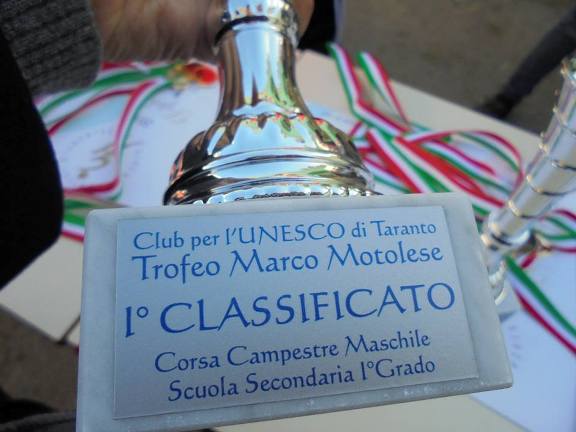 Club per l'UNESCO di Taranto
Trofeo Marco Motolese
I° CLASSIFICATO
Corsa Campestre Maschile
Scuola Secondaria I°Grado